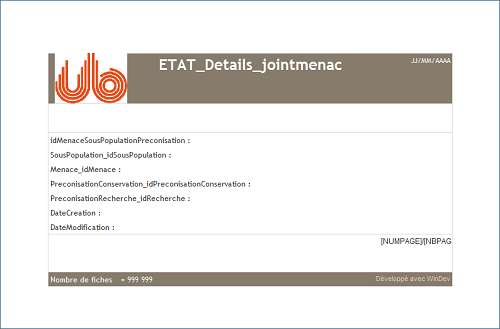 ub
ETAT_Details_jointmenac
JJ/MM/AAAA
idMenaceSousPopulationPreconisation :
SousPopulation_idSousPopulation :
Menace_idMenace :
PreconisationConservation_idPreconisationConservation :
PreconisationRecherche_idRecherche :
DateCreation :
DateModification :
[NUMPAGE]/[NBPAG
Nombre de fiches = 999 999
Développé avec WinDev